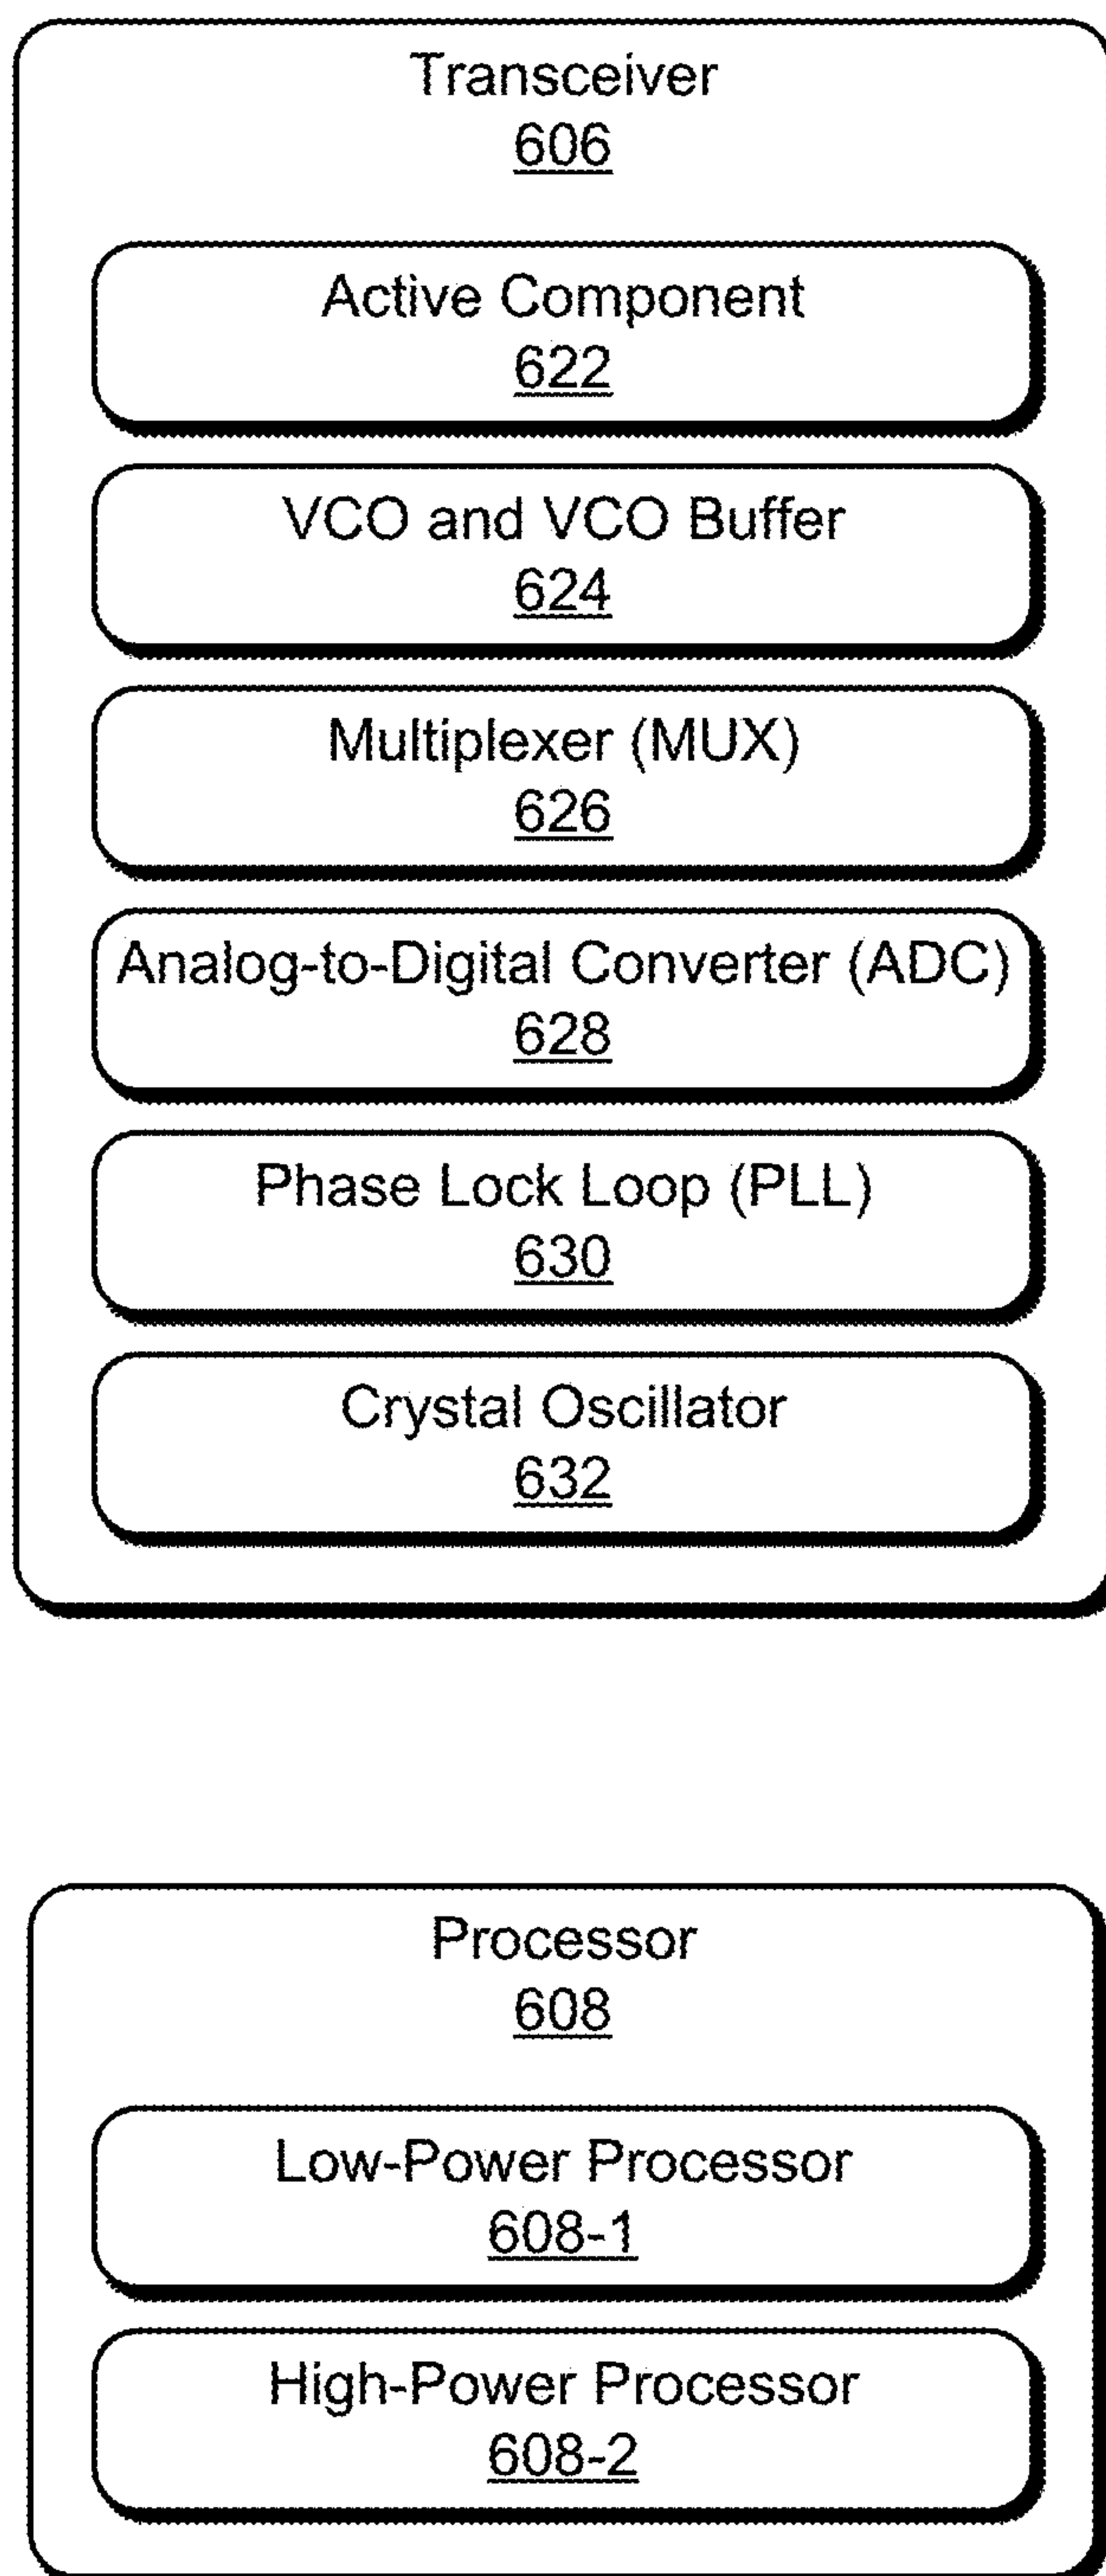 Transceiver
606
Active Component
622
VCO and VCO Buffer
624
Multiplexer (MUX)
626
Analog-to-Digital Converter (ADC)
628
Phase Lock Loop (PLL)
630
Crystal Oscillator
632
Processor
608
Low-Power Processor
608-1
High-Power Processor
608-2